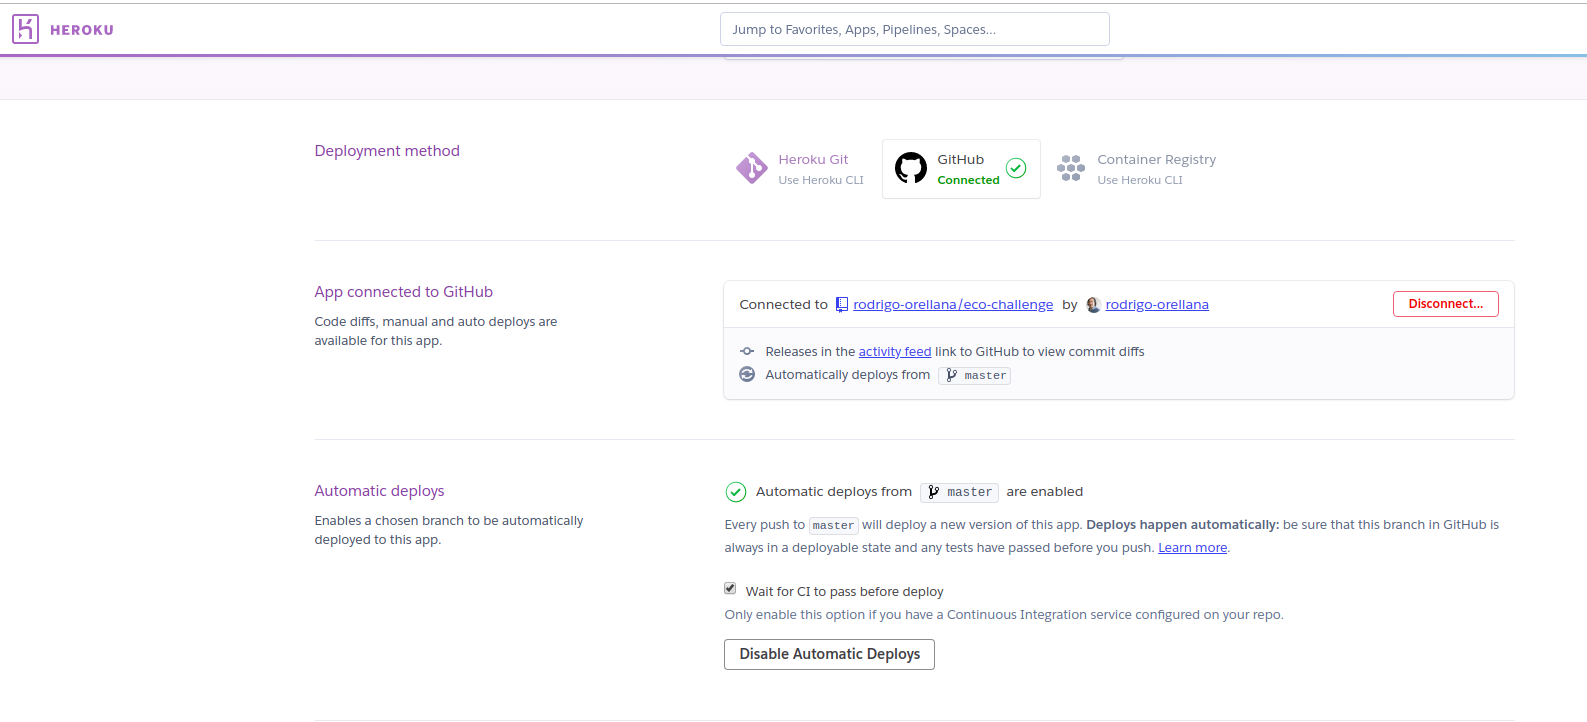 HEROKU
Jump to Favorites, Apps, Pipelines, Spaces...
Deployment method
Heroku Git
Use Heroku CLI
GitHub
Connected
Container Registry
Use Heroku CLI
App connected to GitHub
Code diffs, manual and auto deploys are
available for this app.
Connected to rodrigo-orellana/eco-challenge by rodrigo-orellana
Disconnect...
Releases in the activity feed link to GitHub to view commit diffs
Automatically deploys from master
Automatic deploys
Enables a chosen branch to be automatically
deployed to this app.
Automatic deploys from master are enabled
Every push to master will deploy a new version of this app. Deploys happen automatically: be sure that this branch in GitHub is
always in a deployable state and any tests have passed before you push. Learn more.
Wait for CI to pass before deploy
Only enable this option if you have a Continuous Integration service configured on your repo.
Disable Automatic Deploys